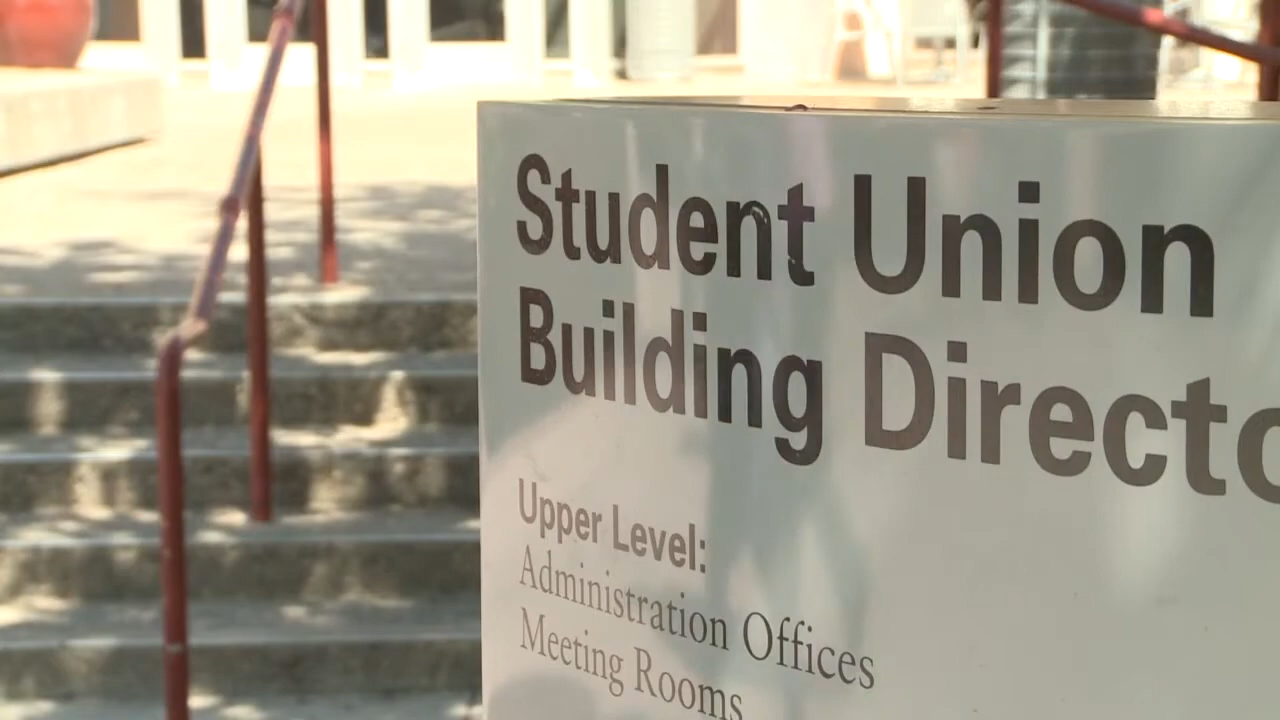 Student Union
Building Directo
Upper Level:
Administration Offices
Meeting Rooms